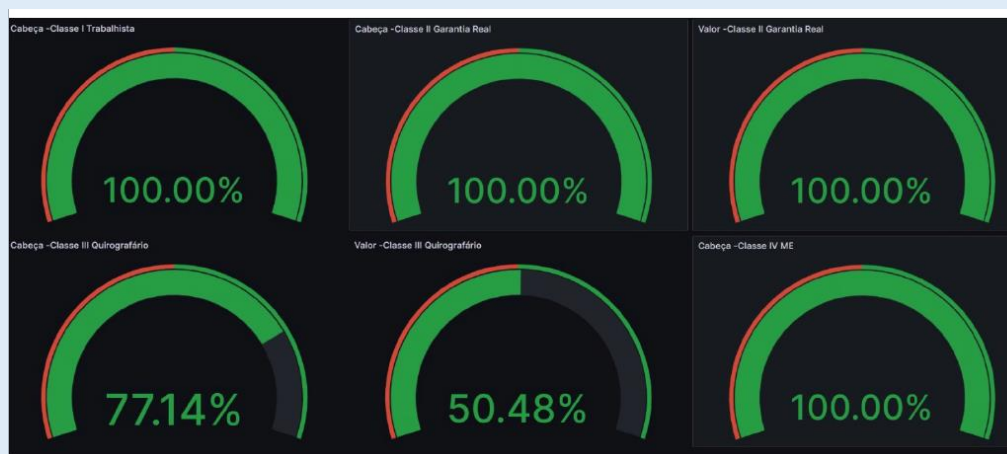 Cabeça -Classe I Trabalhista
100.00%
Cabeça -Classe II Garantia Real
100.00%
Valor -Classe II Garantia Real
100.00%
Cabeça -Classe III Quirografário
77.14%
Valor -Classe III Quirografário
50.48%
Cabeça -Classe IV ME
100.00%